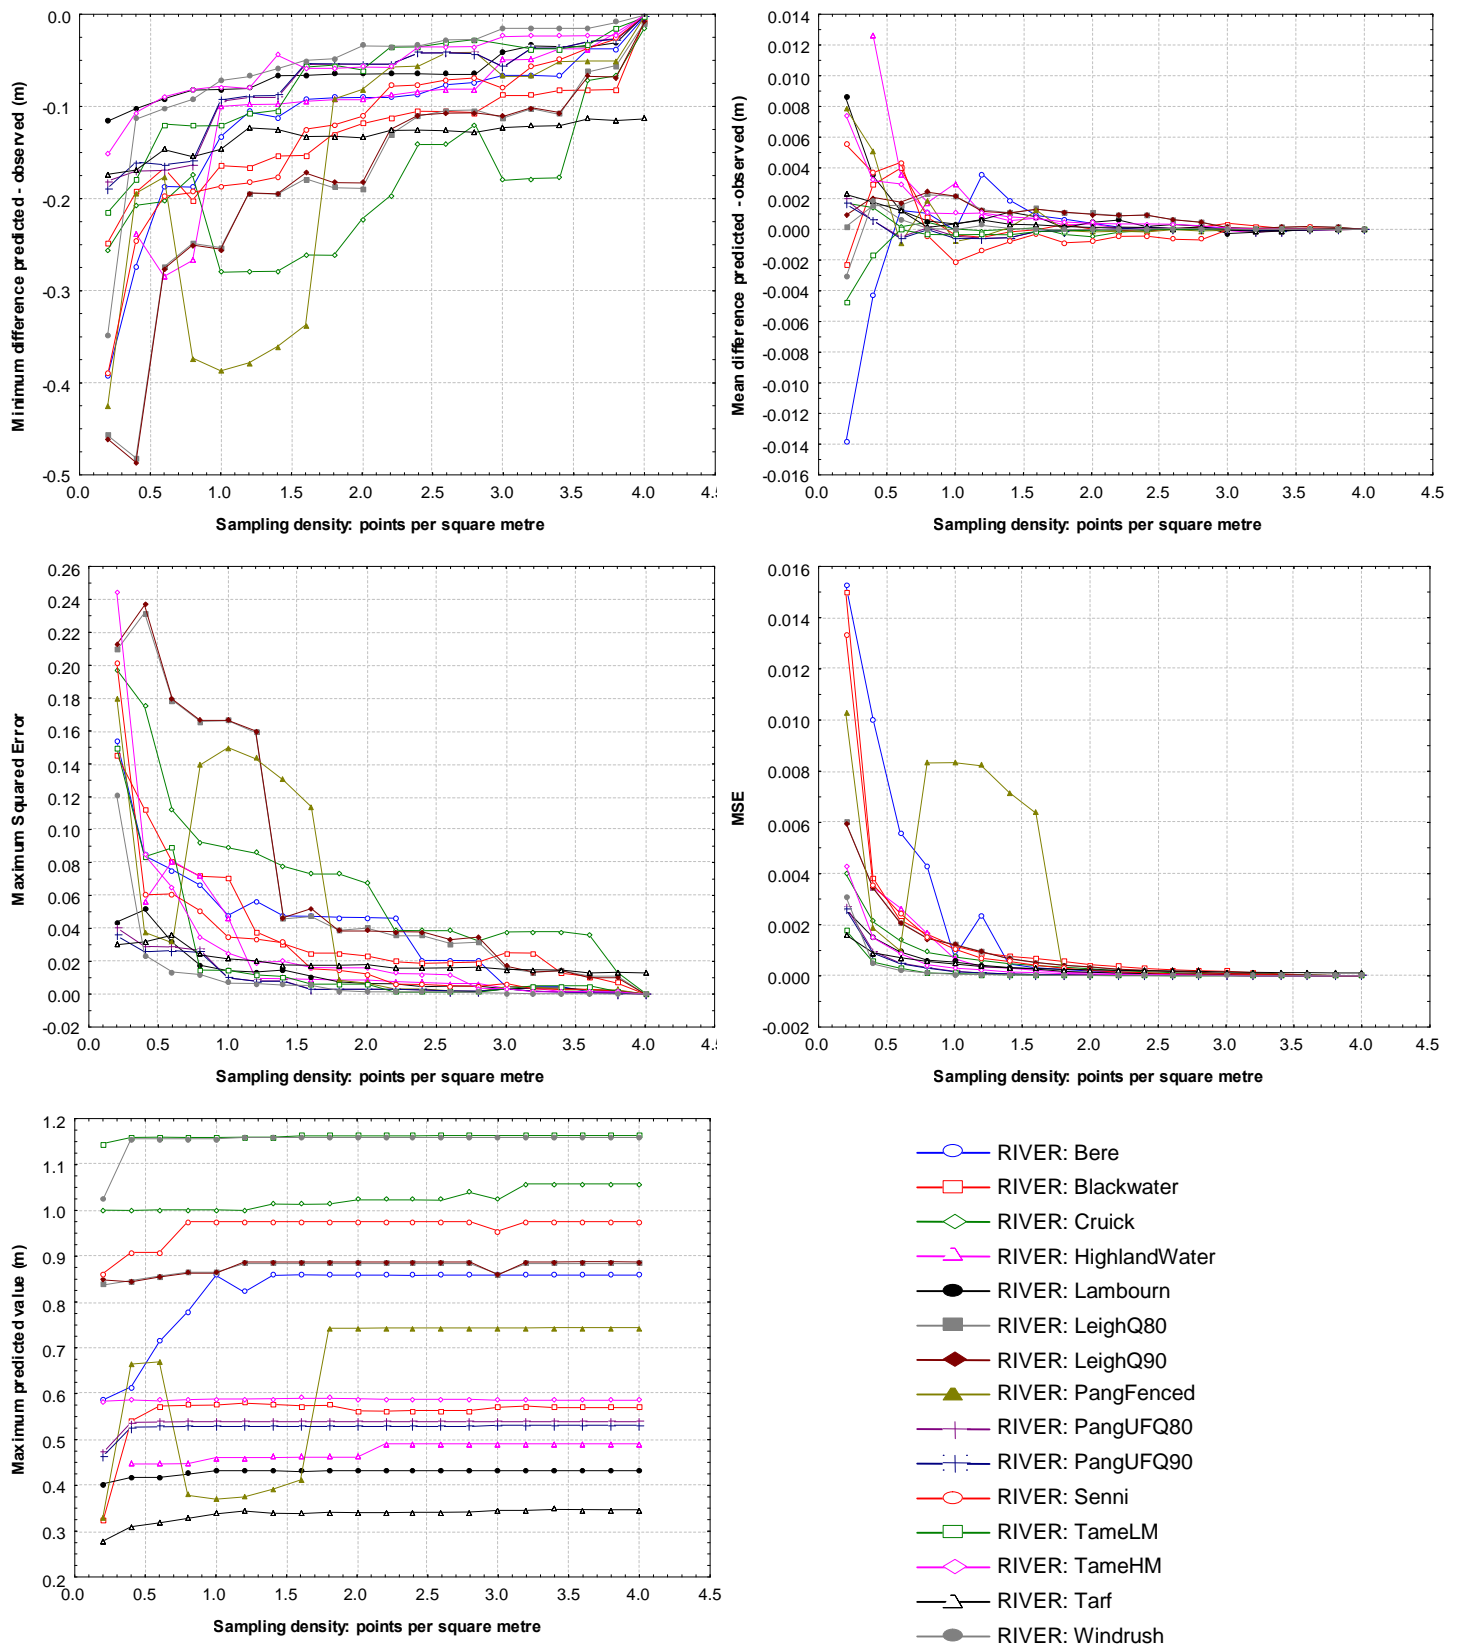 0.0
-0.1
-0.2
-0.3
-0.4
-0.5
Minimum difference predicted - observed (m)
0.0 0.5 1.0 1.5 2.0 2.5 3.0 3.5 4.0 4.5
Sampling density: points per square metre
0.014
0.012
0.010
0.008
0.006
0.004
0.002
0.000
-0.002
-0.004
-0.006
-0.008
-0.010
-0.012
-0.014
-0.016
Mean difference predicted - observed (m)
0.0 0.5 1.0 1.5 2.0 2.5 3.0 3.5 4.0 4.5
Sampling density: points per square metre
0.26
0.24
0.22
0.20
0.18
0.16
0.14
0.12
0.10
0.08
0.06
0.04
0.02
0.00
-0.02
Maximum Squared Error
0.0 0.5 1.0 1.5 2.0 2.5 3.0 3.5 4.0 4.5
Sampling density: points per square metre
0.016
0.014
0.012
0.010
0.008
0.006
0.004
0.002
0.000
-0.002
MSE
0.0 0.5 1.0 1.5 2.0 2.5 3.0 3.5 4.0 4.5
Sampling density: points per square metre
1.2
1.1
1.0
0.9
0.8
0.7
0.6
0.5
0.4
0.3
0.2
Maximum predicted value (m)
0.0 0.5 1.0 1.5 2.0 2.5 3.0 3.5 4.0 4.5
Sampling density: points per square metre
RIVER: Bere
RIVER: Blackwater
RIVER: Cruick
RIVER: HighlandWater
RIVER: Lambourn
RIVER: LeighQ80
RIVER: LeighQ90
RIVER: PangFenced
RIVER: PangUFQ80
RIVER: PangUFQ90
RIVER: Senni
RIVER: TameLM
RIVER: TameHM
RIVER: Tarf
RIVER: Windrush